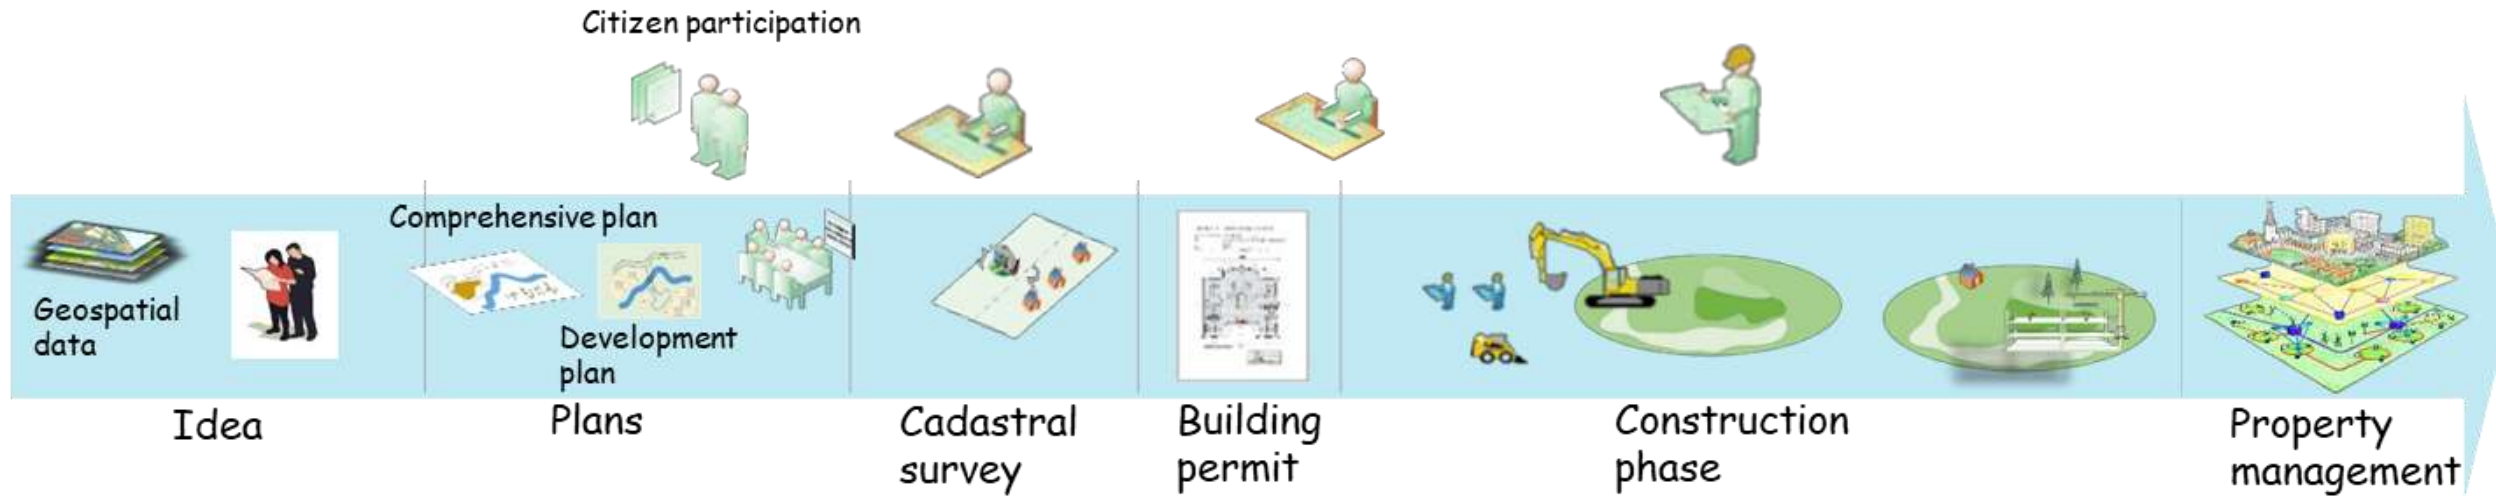 Citizen participation
Comprehensive plan
Geospatial
data
Development
plan
Idea
Plans
Cadastral
survey
Building
permit
Construction
phase
Property
management